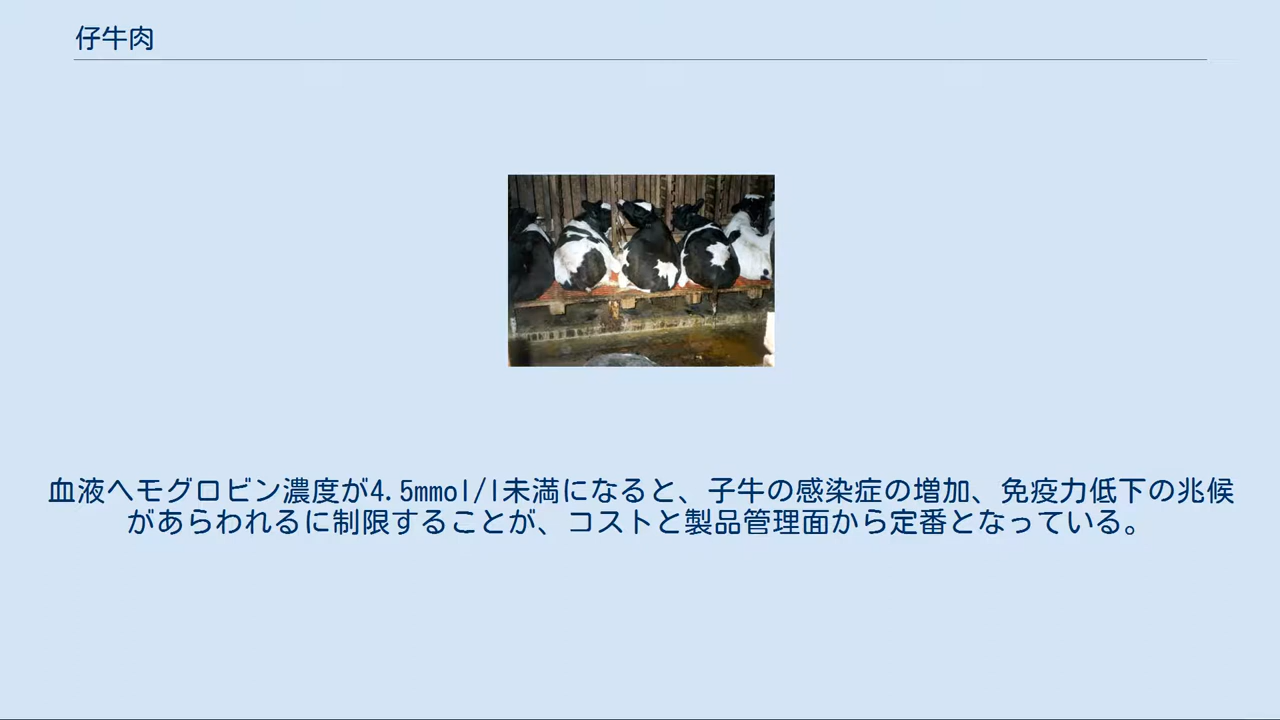 仔牛肉
血液ヘモグロビン濃度が4.5mmol/l未満になると、子牛の感染症の増加、免疫力低下の兆候
があらわれるに制限することが、コストと製品管理面から定番となっている。